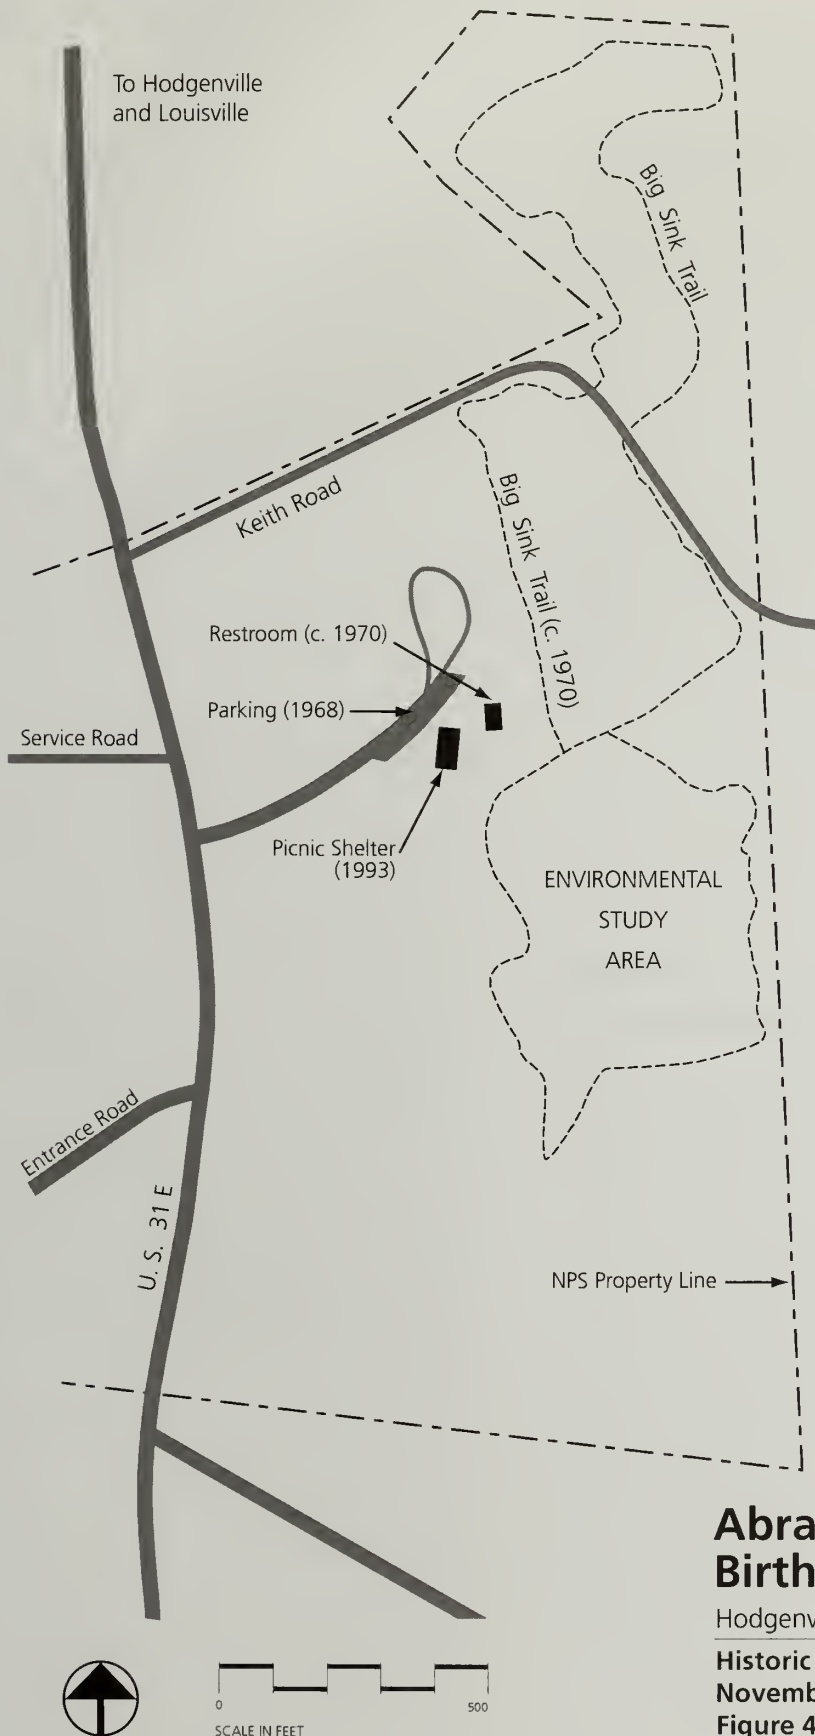 To Hodgenville
and Louisville
Big Sink Trail
Keith Road
Big Sink Trail (c. 1970)
Restroom (c. 1970)
Parking (1968)
Service Road
Picnic Shelter
(1993)
ENVIRONMENTAL
STUDY
AREA
Entrance Road
U.S. 31E
NPS Property Line
Abra
Birth
Hodgenv
Historic
Novemb
Figure 4
0 500
SCALE IN FEET